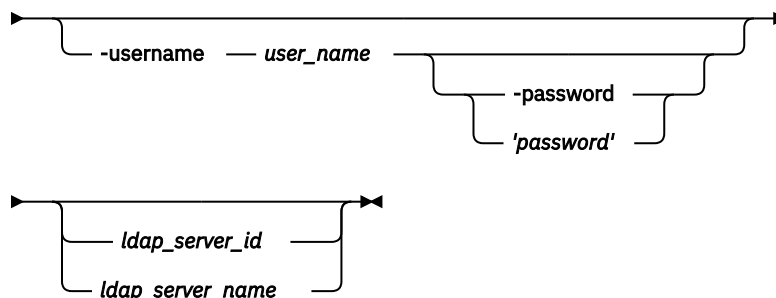 -username user_name
-password
'password'
ldap_server_id
ldap_server_name